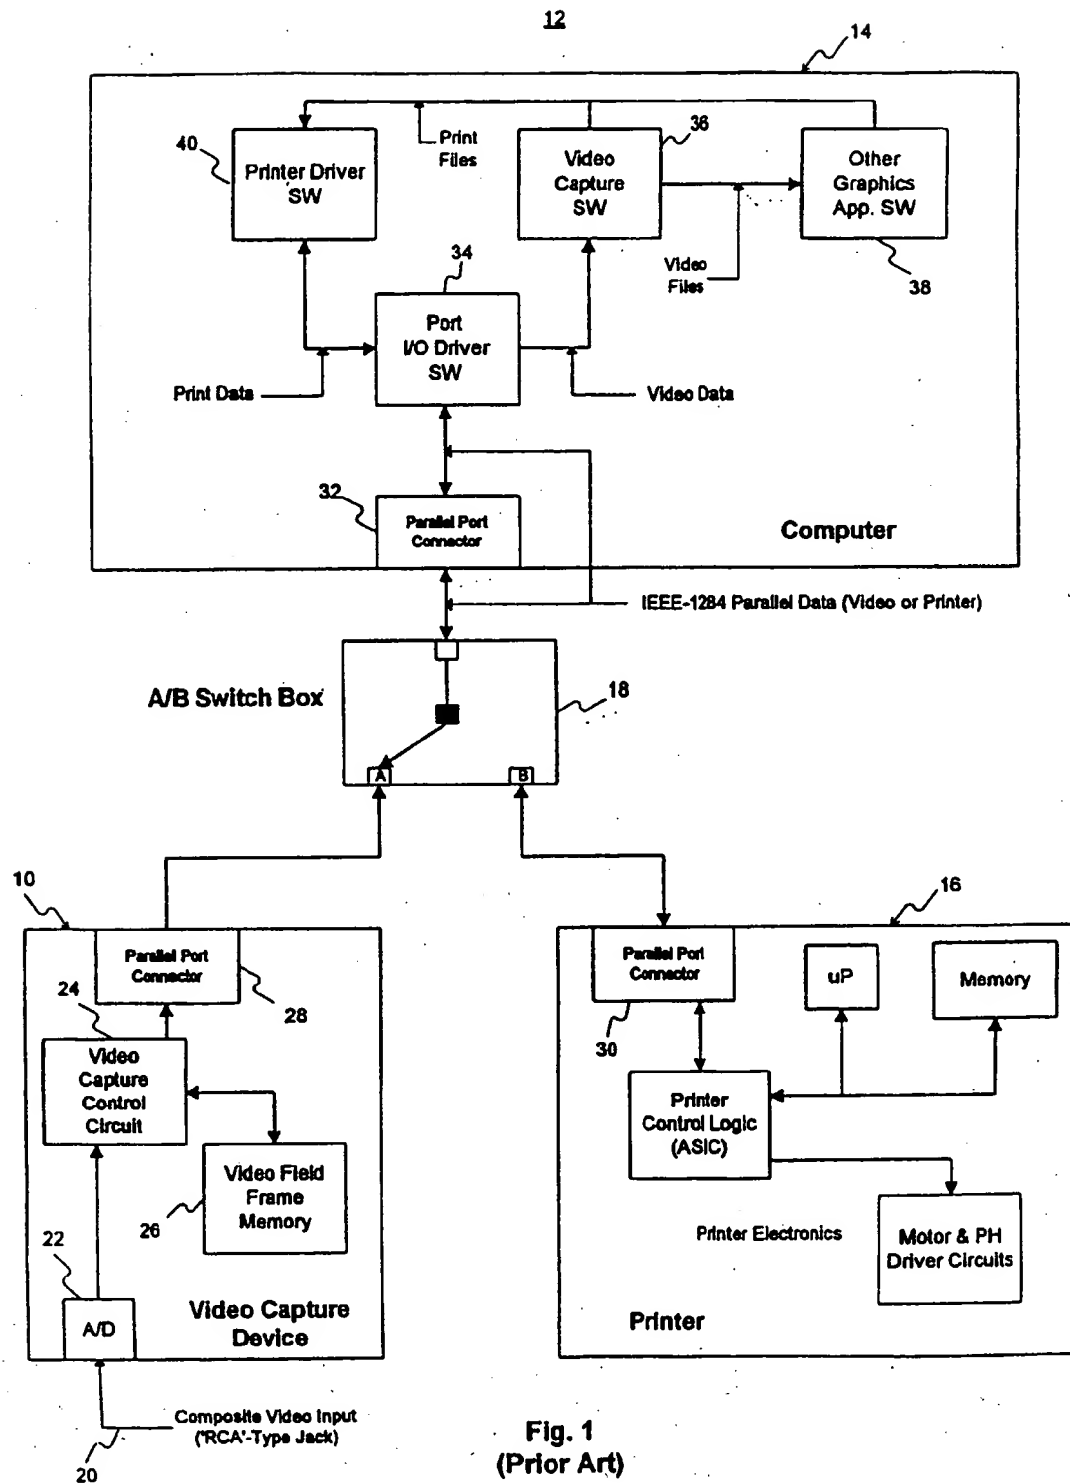 12
14
40
Printer Driver
SW
Print
Files
36
Video
Capture
SW
Other
Graphics
App. SW
34
Video
Files
38
Port
I/O Driver
SW
Print Data
Video Data
32
Parallel Port
Connector
Computer
IEEE-1284 Parallel Data (Video or Printer)
A/B Switch Box
18
A
B
10
16
Parallel Port
Connector
28
24
Video
Capture
Control
Circuit
Video Field
Frame
Memory
26
22
A/D
Video Capture
Device
Composite Video Input
("RCA"-Type Jack)
20
Parallel Port
Connector
30
uP
Memory
Printer
Control Logic
(ASIC)
Printer Electronics
Motor & PH
Driver Circuits
Printer
Fig. 1
(Prior Art)